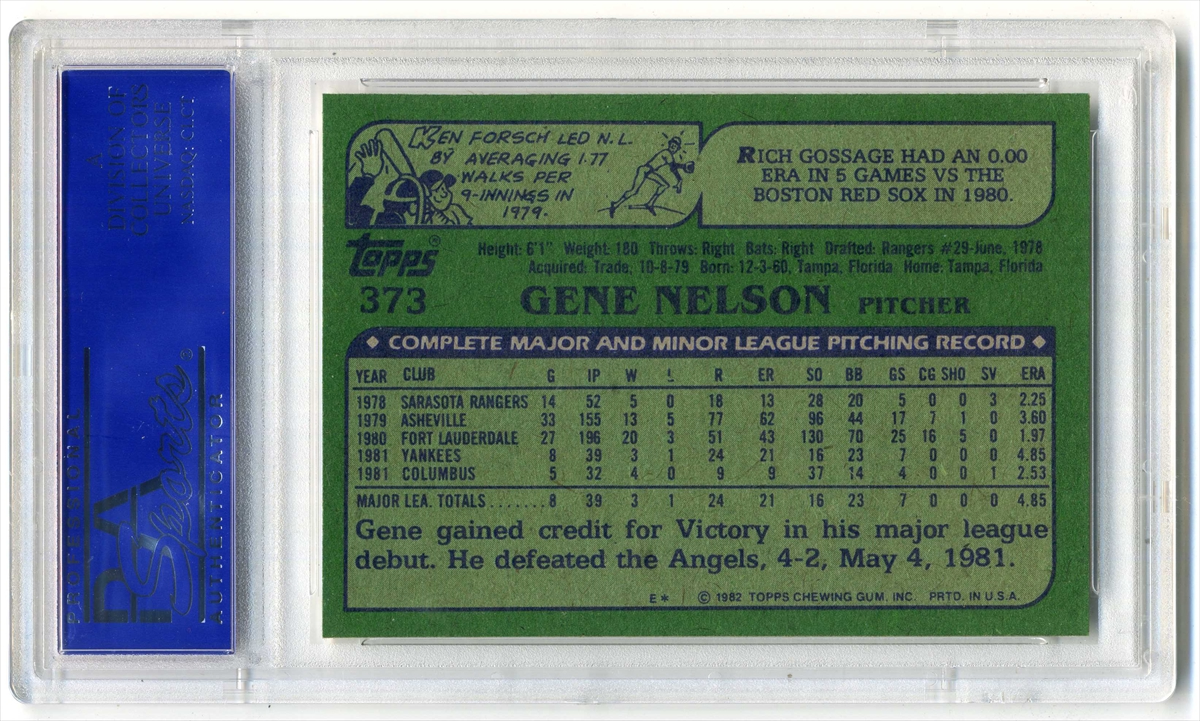 A
DIVISION OF
COLLECTORS
UNIVERSE
NASDAQ: CLCT
PROFESSIONAL
PSA
Sports®
AUTHENTICATOR
KEN FORSCH LED N.L.
BY AVERAGING 1.77
WALKS PER
9-INNINGS IN
1979.
RICH GOSSAGE HAD AN 0.00
ERA IN 5 GAMES VS THE
BOSTON RED SOX IN 1980.
topps®
Height: 6'1" Weight: 180 Throws: Right Bats: Right Drafted: Rangers #29-June, 1978
Acquired: Trade, 10-8-79 Born: 12-3-60, Tampa, Florida Home: Tampa, Florida
373 GENE NELSON PITCHER
◆ COMPLETE MAJOR AND MINOR LEAGUE PITCHING RECORD ◆
YEAR CLUB G IP W L R ER SO BB GS CG SHO SV ERA
1978 SARASOTA RANGERS 14 52 5 0 18 13 28 20 5 0 0 3 2.25
1979 ASHEVILLE 33 155 13 5 77 62 96 44 17 7 1 0 3.60
1980 FORT LAUDERDALE 27 196 20 3 51 43 130 70 25 16 5 0 1.97
1981 YANKEES 8 39 3 1 24 21 16 23 7 0 0 0 4.85
1981 COLUMBUS 5 32 4 0 9 9 37 14 4 0 0 1 2.53
MAJOR LEA. TOTALS.......8 39 3 1 24 21 16 23 7 0 0 0 4.85
Gene gained credit for Victory in his major league
debut. He defeated the Angels, 4-2, May 4, 1981.
E* © 1982 TOPPS CHEWING GUM, INC. PRTD. IN U.S.A.